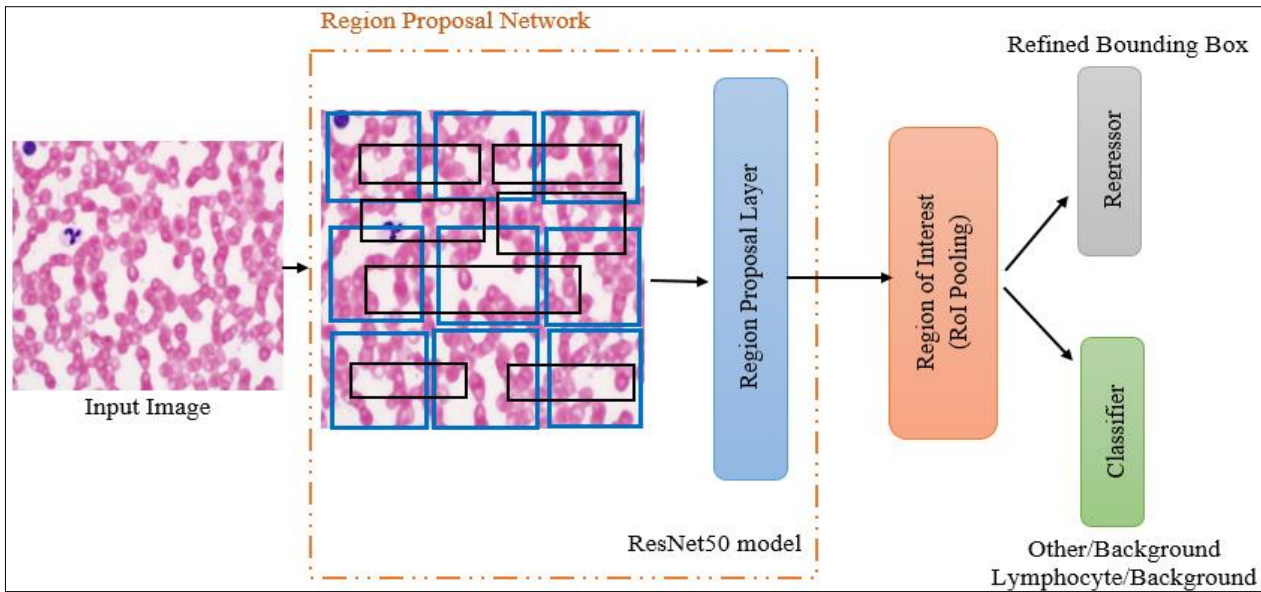 Region Proposal Network
Input Image
Region Proposal Layer
ResNet50 model
Region of Interest
(RoI Pooling)
Refined Bounding Box
Regressor
Classifier
Other/Background
Lymphocyte/Background